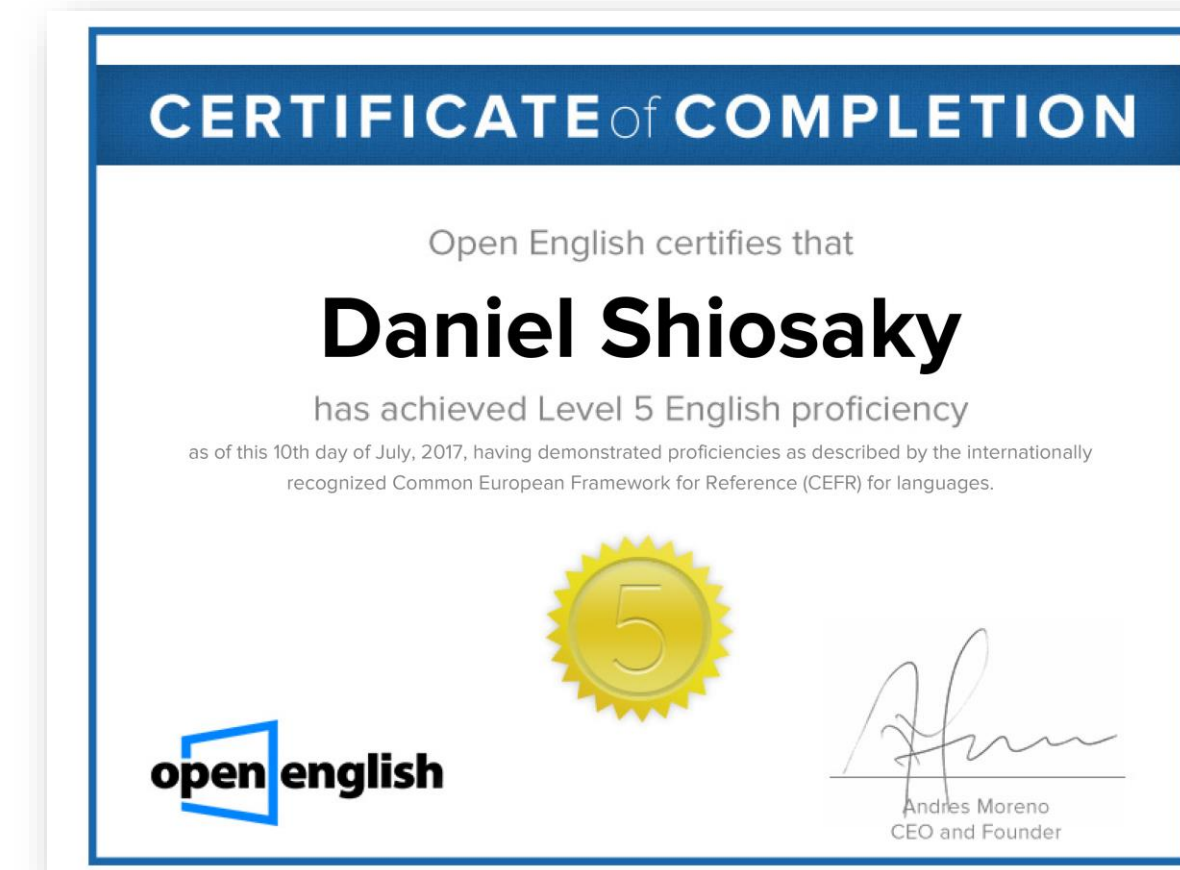 CERTIFICATE of COMPLETION
Open English certifies that
Daniel Shiosaky
has achieved Level 5 English proficiency
as of this 10th day of July, 2017, having demonstrated proficiencies as described by the internationally
recognized Common European Framework for Reference (CEFR) for languages.
5
open english
Andres Moreno
CEO and Founder